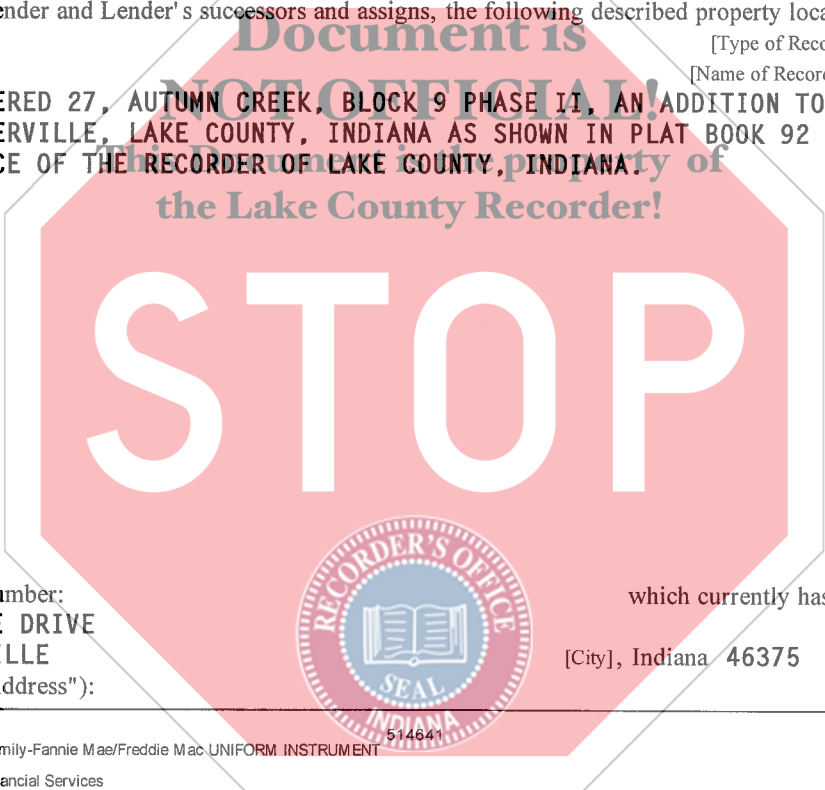 ender and Lender's successors and assigns, the following described property loca
Document is
[Type of Reco
[Name of Recor
NOT OFFICIAL!
ERED 27, AUTUMN CREEK, BLOCK 9 PHASE II, AN ADDITION TO
ERVILLE, LAKE COUNTY, INDIANA AS SHOWN IN PLAT BOOK 92
This Document is the property of
CE OF THE RECORDER OF LAKE COUNTY, INDIANA.
the Lake County Recorder!
STOP
RECORDER'S OFFICE
SEAL
INDIANA
umber:
which currently has
E DRIVE
ILLE
[City], Indiana 46375
ddress"):
514641
mily-Fannie Mae/Freddie Mac UNIFORM INSTRUMENT
ancial Services